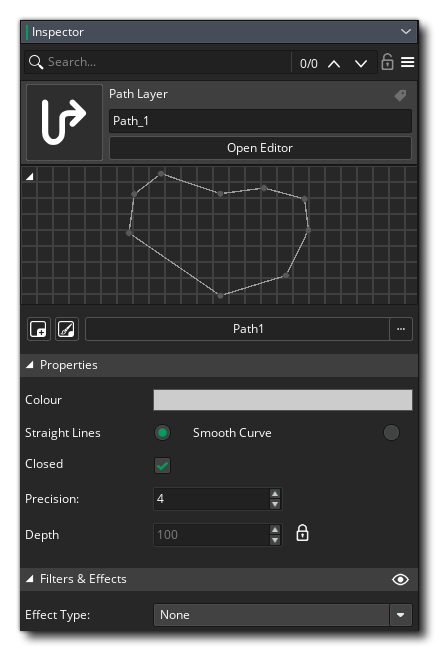 Inspector
Search... 0/0
Path Layer
Path_1
Open Editor
Path1 ...
Properties
Colour
Straight Lines Smooth Curve
Closed
Precision: 4
Depth 100
Filters & Effects
Effect Type: None